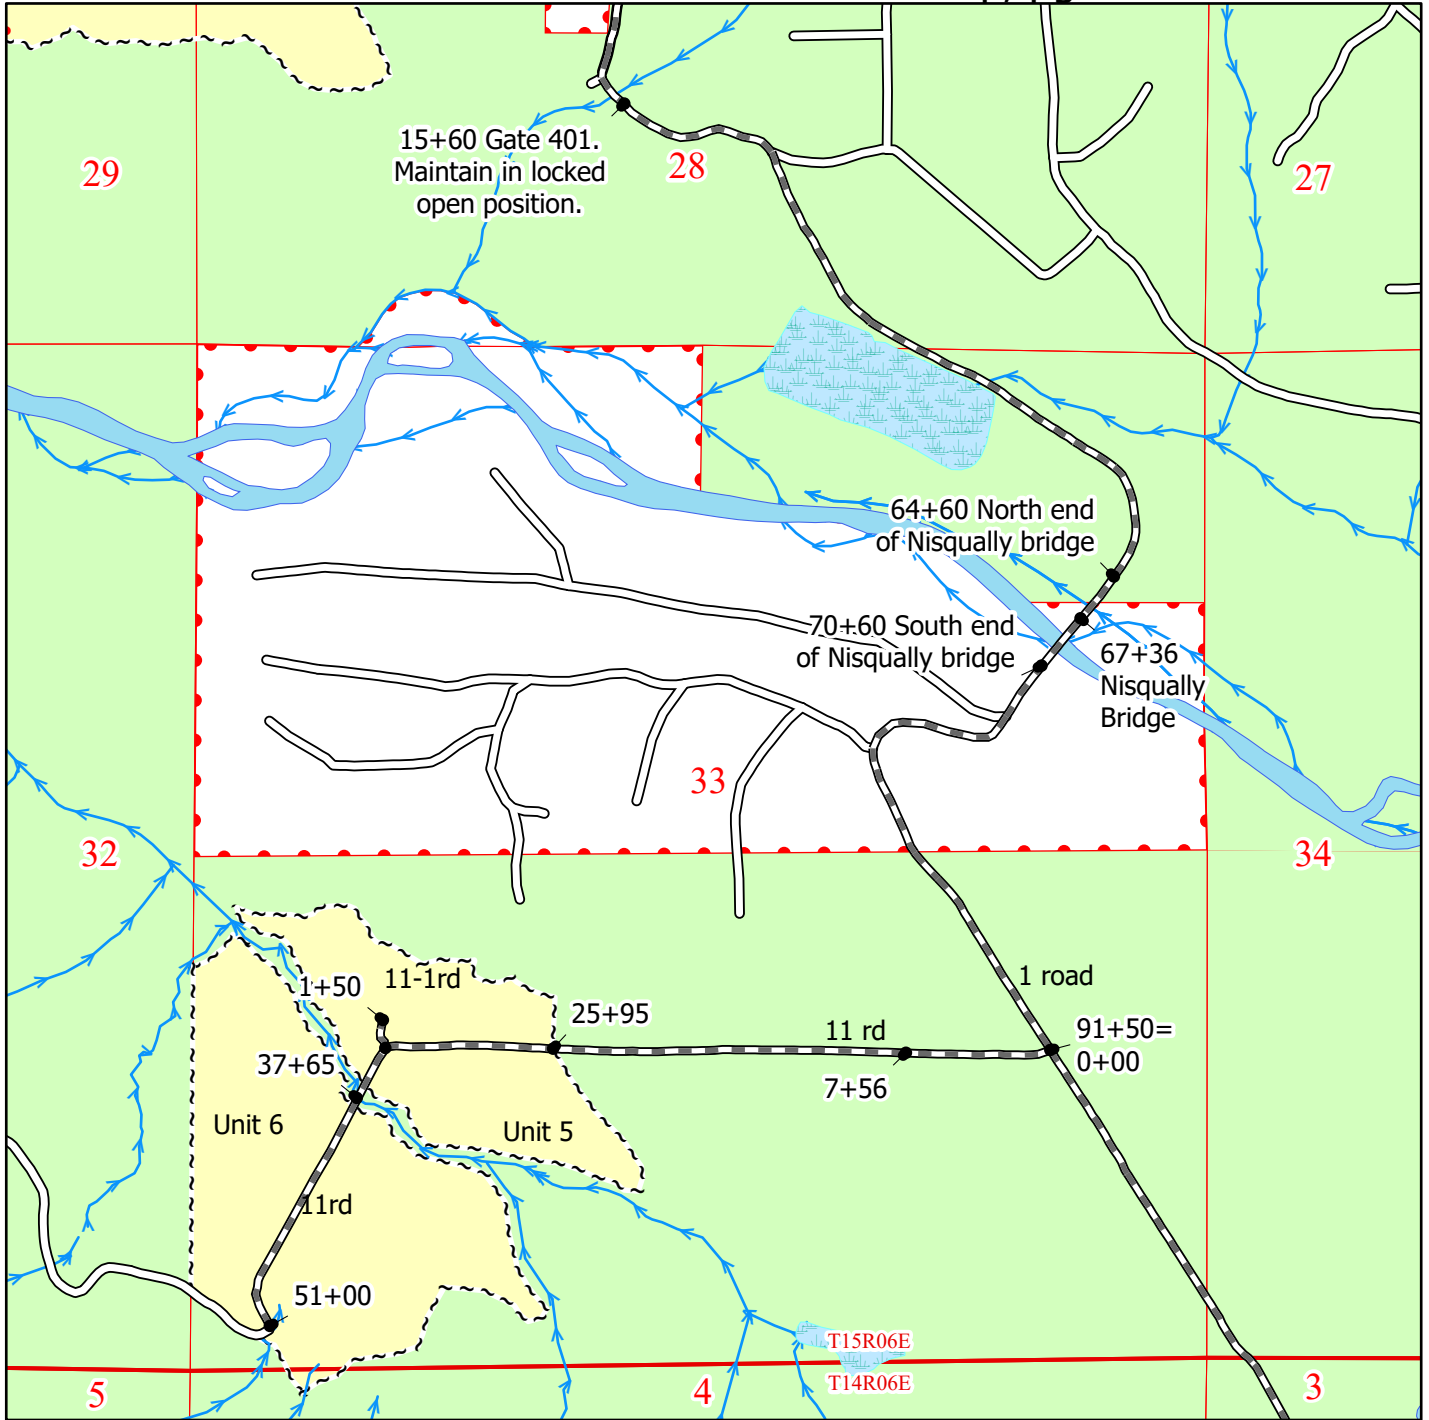 15+60 Gate 401.
Maintain in locked
open position.
29
28
27
64+60 North end
of Nisqually bridge
70+60 South end
of Nisqually bridge
67+36
Nisqually
Bridge
33
32
34
11-1rd
1+50
1 road
25+95
11 rd
91+50=
0+00
37+65
7+56
Unit 6
Unit 5
11rd
51+00
T15R06E
T14R06E
5
4
3